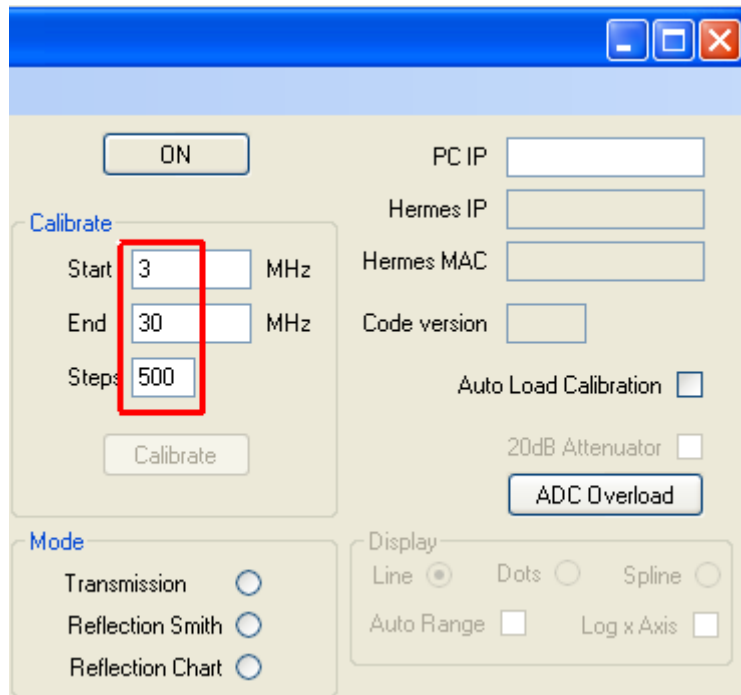 ON
PC IP
Hermes IP
Calibrate
Start 3 MHz
Hermes MAC
End 30 MHz
Code version
Steps 500
Auto Load Calibration
Calibrate
20dB Attenuator
ADC Overload
Mode
Transmission
Reflection Smith
Reflection Chart
Display
Line Dots Spline
Auto Range Log x Axis